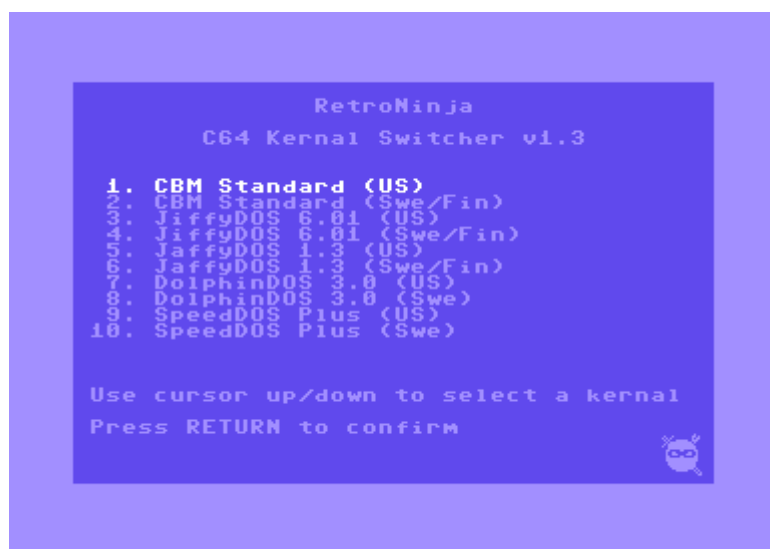 RetroNinja
C64 Kernal Switcher v1.3
1. CBM Standard (US)
2. CBM Standard (Swe/Fin)
3. JiffyDOS 6.01 (US)
4. JiffyDOS 6.01 (Swe/Fin)
5. JaffyDOS 1.3 (US)
6. JaffyDOS 1.3 (Swe/Fin)
7. DolphinDOS 3.0 (US)
8. DolphinDOS 3.0 (Swe)
9. SpeedDOS Plus (US)
10. SpeedDOS Plus (Swe)
Use cursor up/down to select a kernal
Press RETURN to confirm